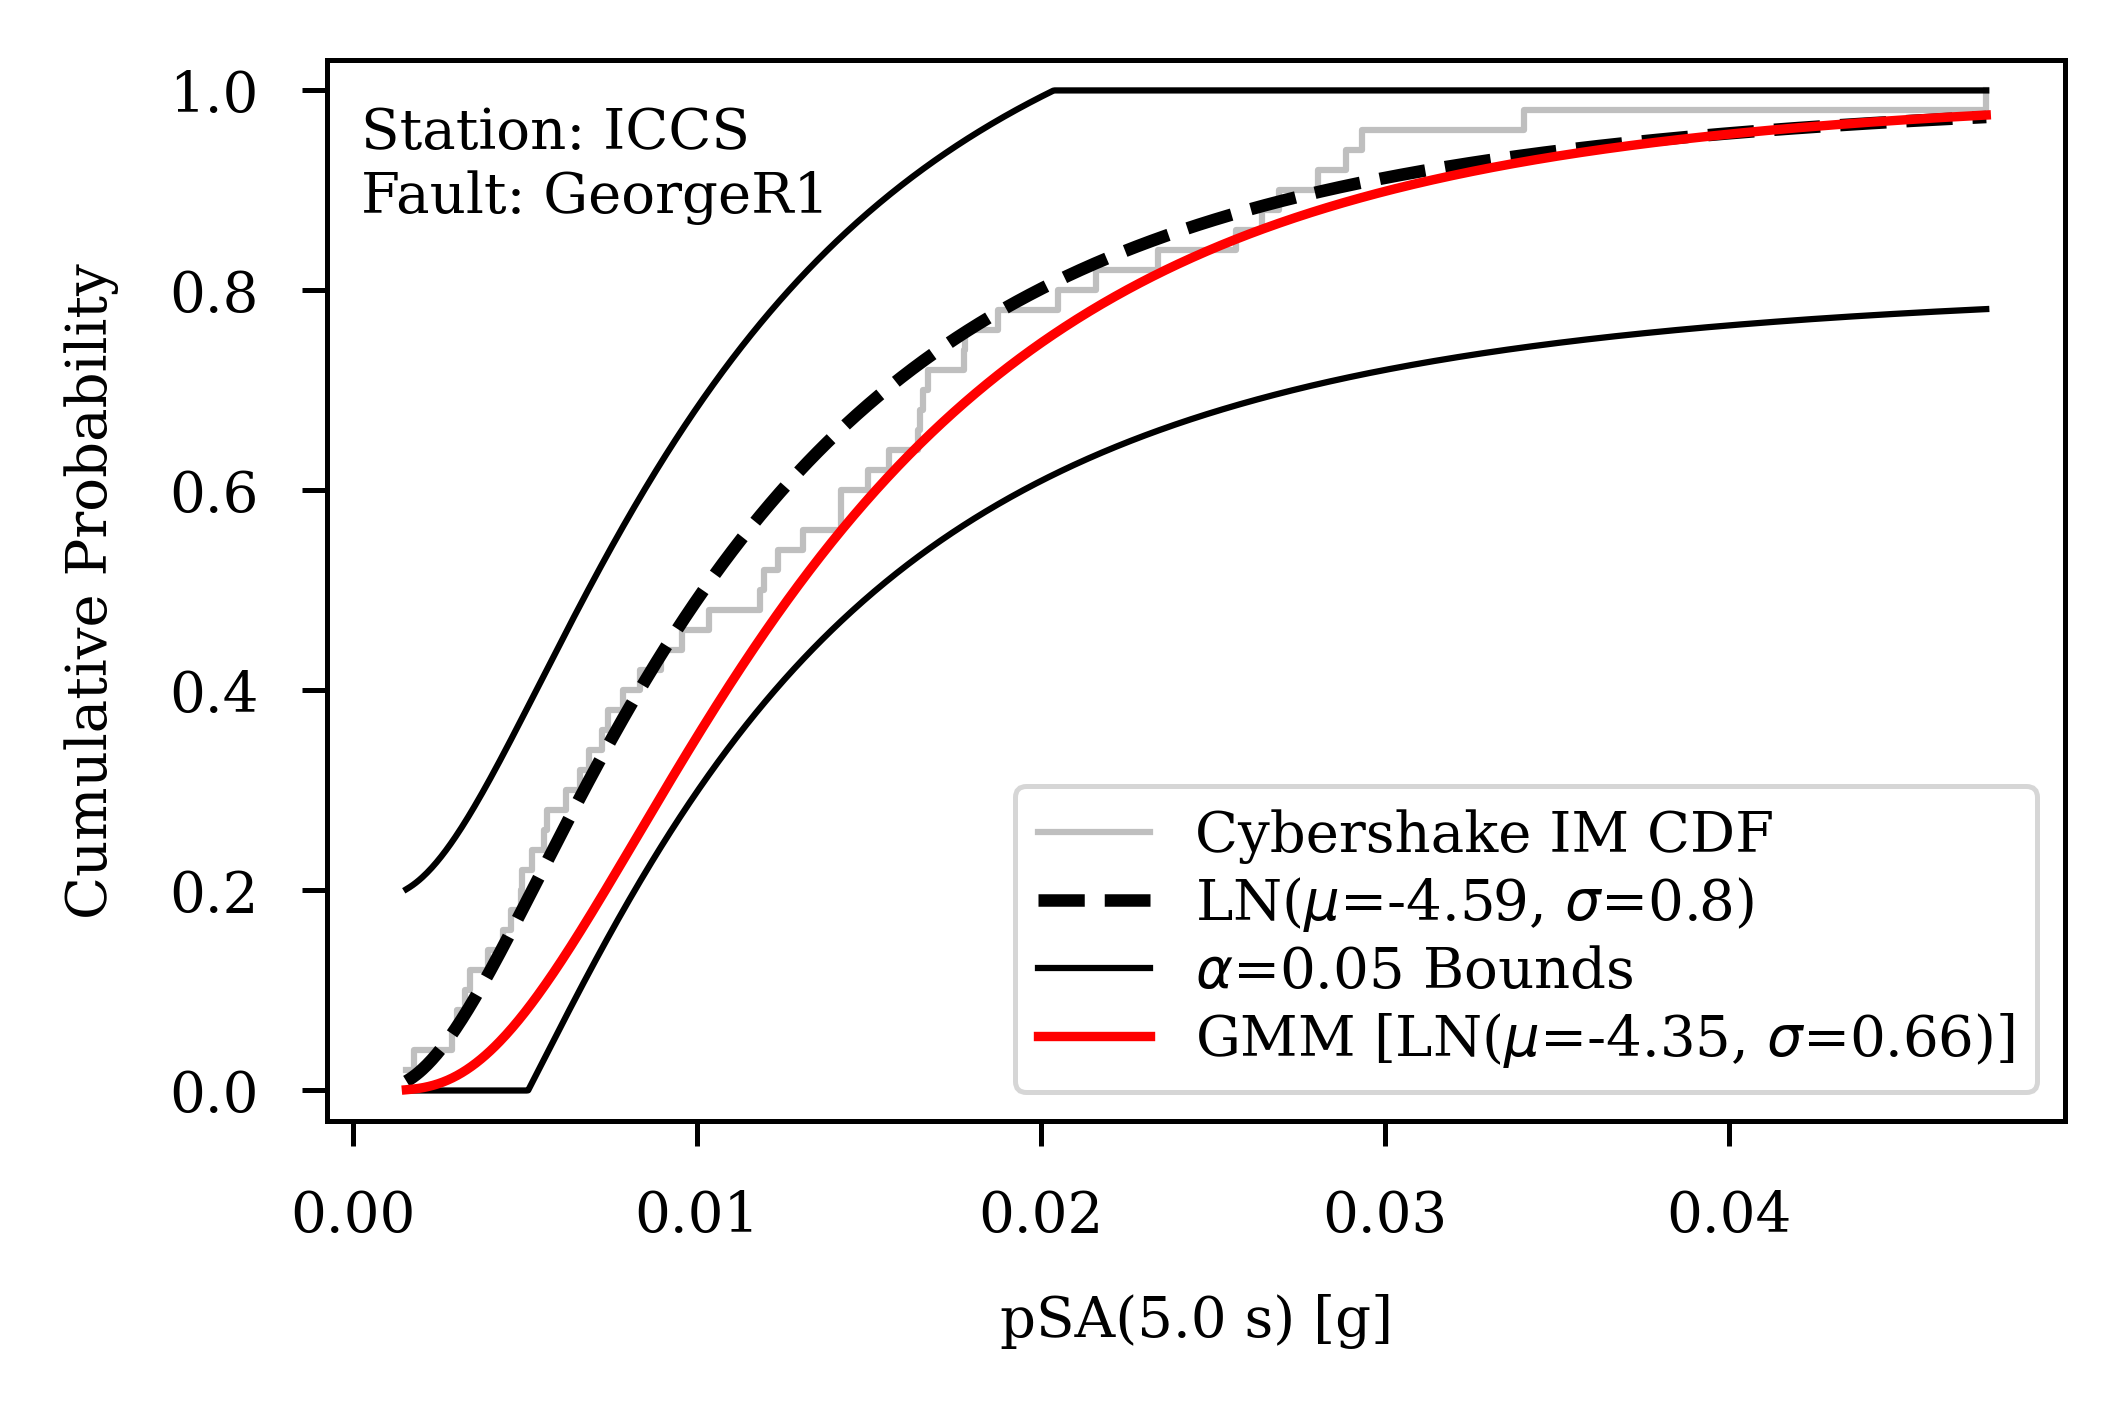 Station: ICCS
Fault: GeorgeR1
Cumulative Probability
1.0
0.8
0.6
0.4
0.2
0.0
Cybershake IM CDF
LN(μ=-4.59, σ=0.8)
α=0.05 Bounds
GMM [LN(μ=-4.35, σ=0.66)]
0.00 0.01 0.02 0.03 0.04
pSA(5.0 s) [g]